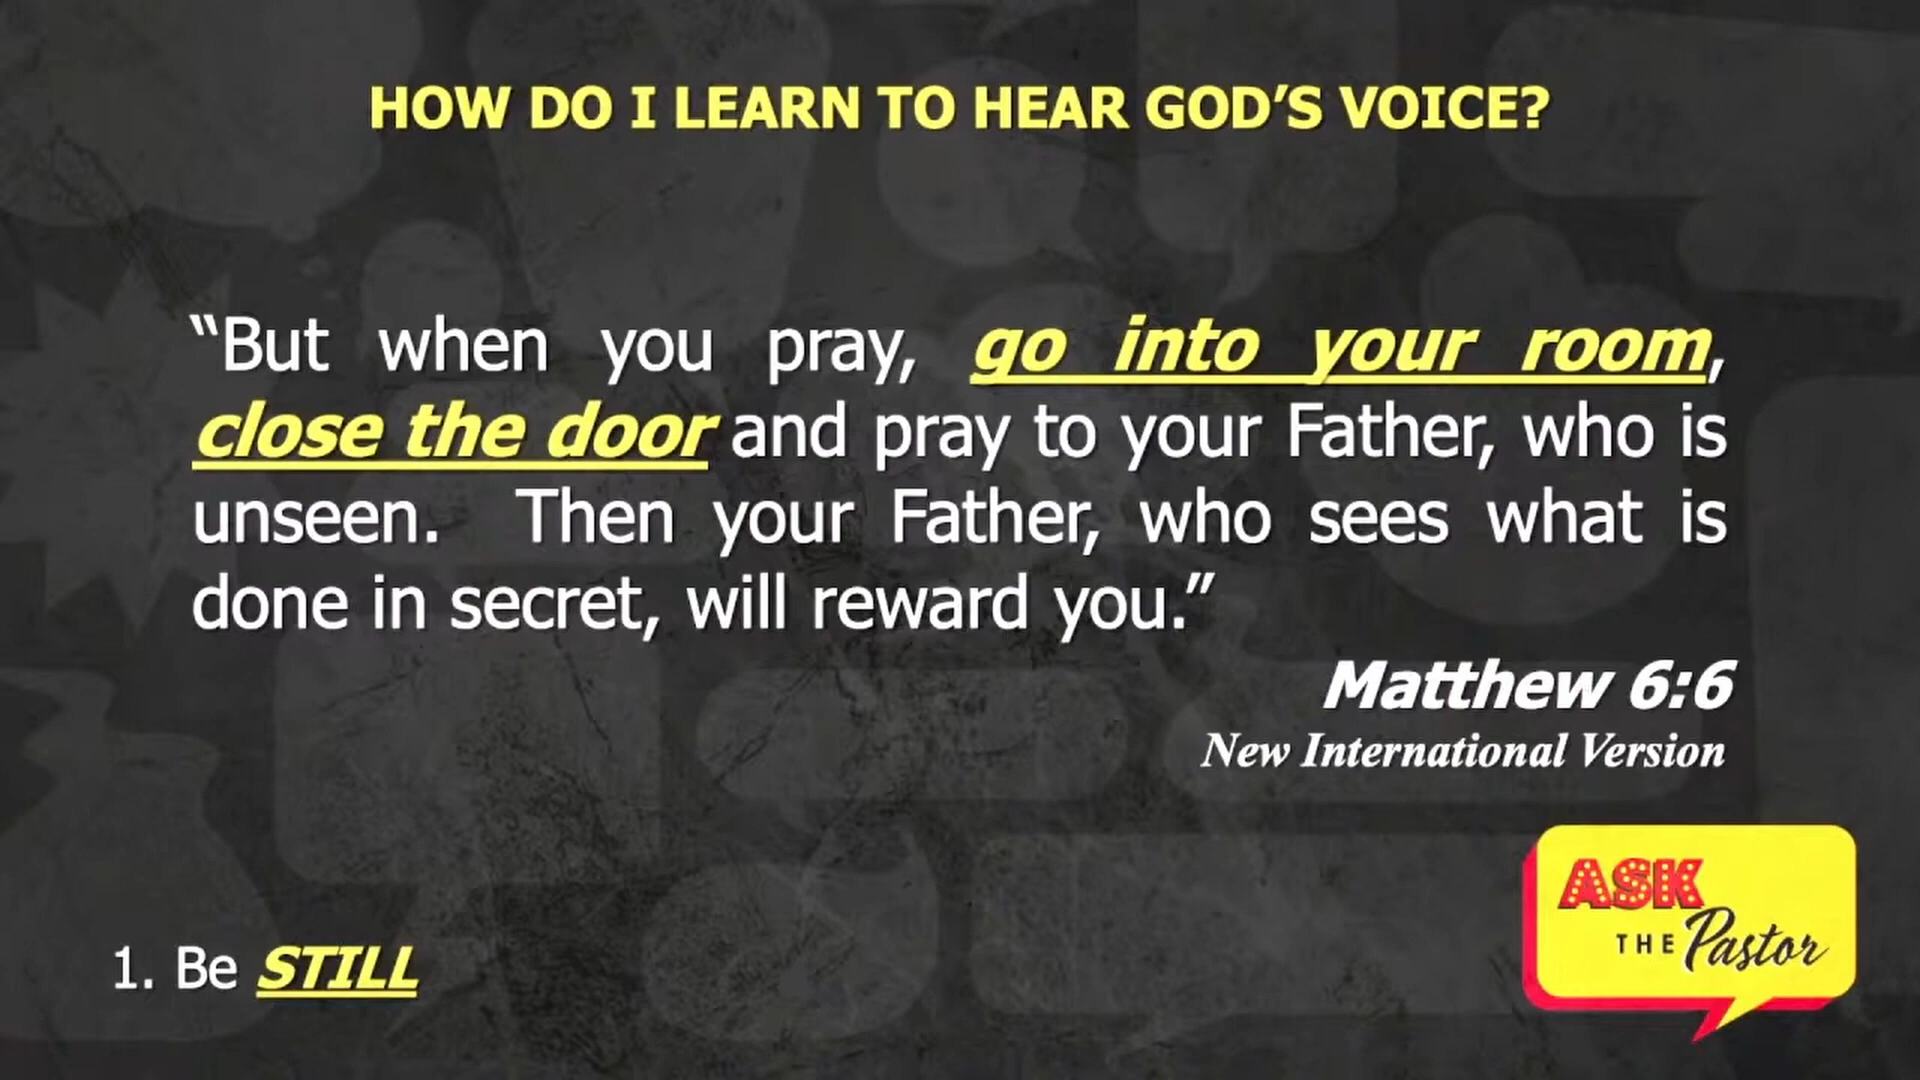 HOW DO I LEARN TO HEAR GOD’S VOICE?
“But when you pray, go into your room,
close the door and pray to your Father, who is
unseen.  Then your Father, who sees what is
done in secret, will reward you.”
Matthew 6:6
New International Version
1. Be STILL
ASK
THE Pastor